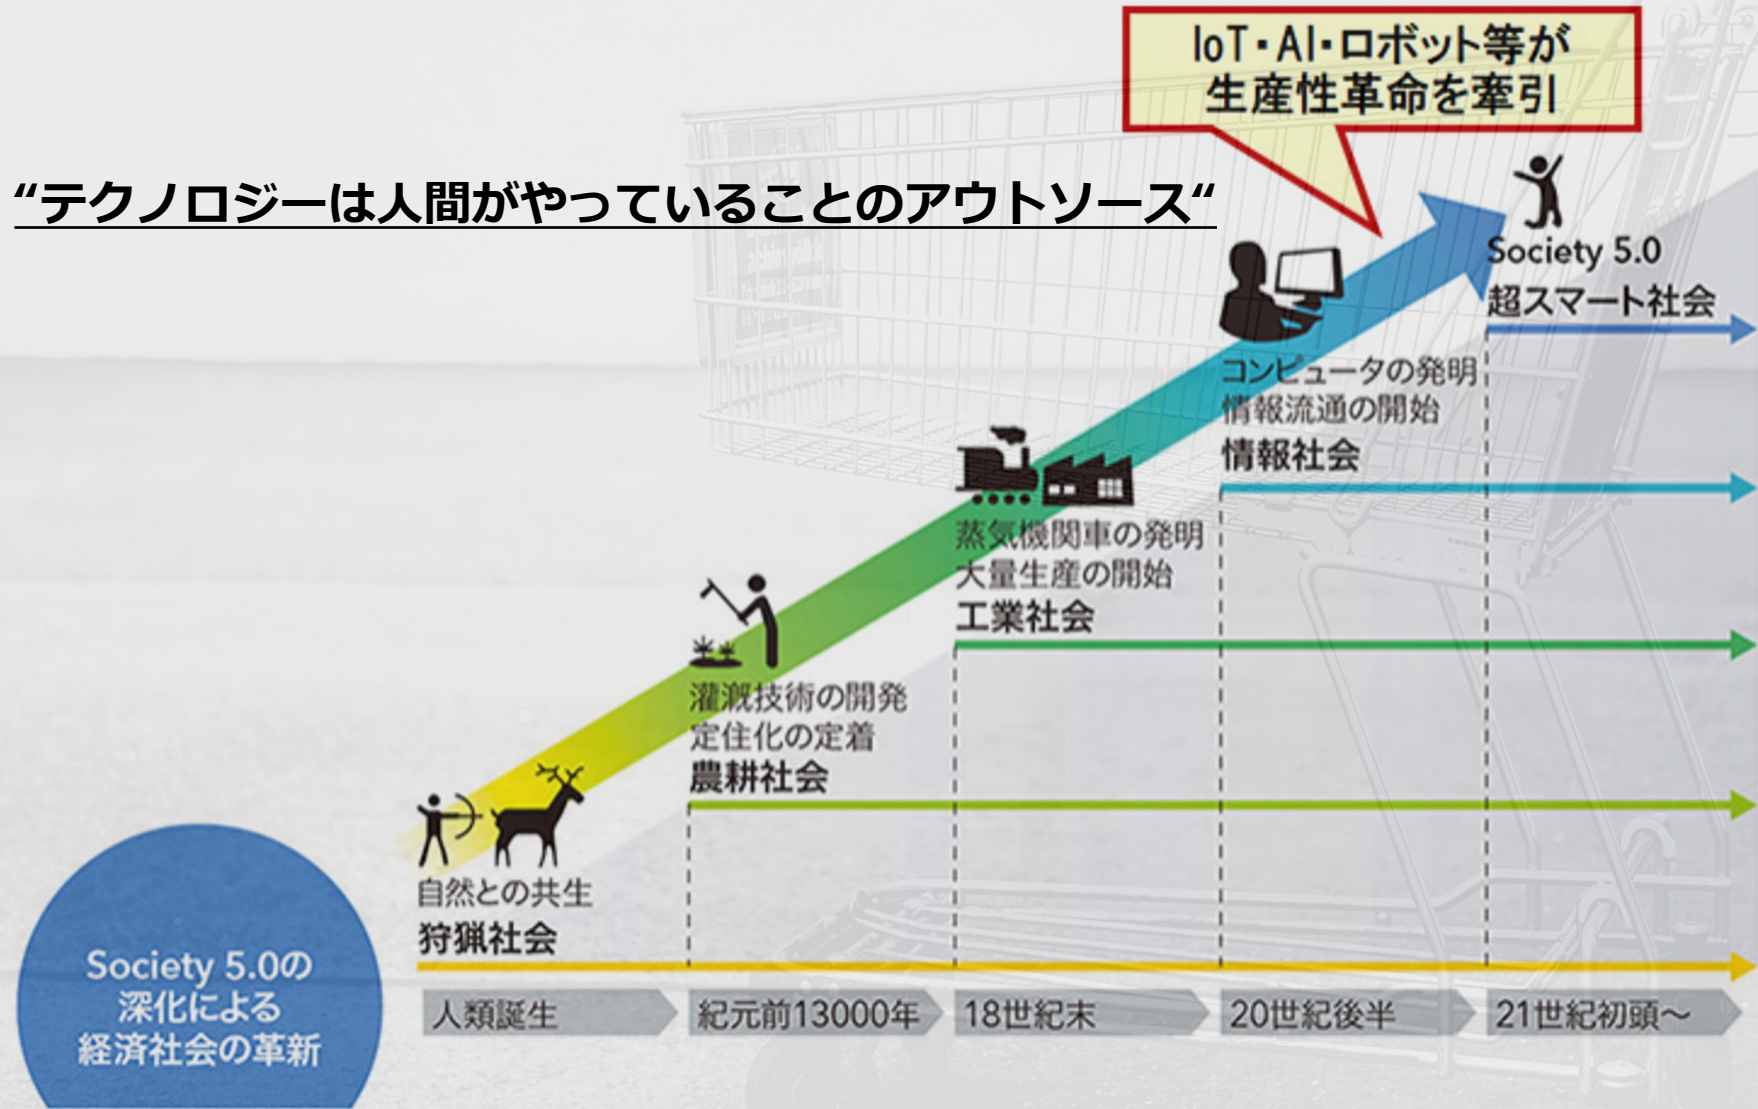 IoT・AI・ロボット等が
生産性革命を牽引
“テクノロジーは人間がやっていることのアウトソース“
Society 5.0
超スマート社会
コンピュータの発明
情報流通の開始
情報社会
蒸気機関車の発明
大量生産の開始
工業社会
灌漑技術の開発
定住化の定着
農耕社会
自然との共生
狩猟社会
Society 5.0の
深化による
経済社会の革新
人類誕生
紀元前13000年
18世紀末
20世紀後半
21世紀初頭～